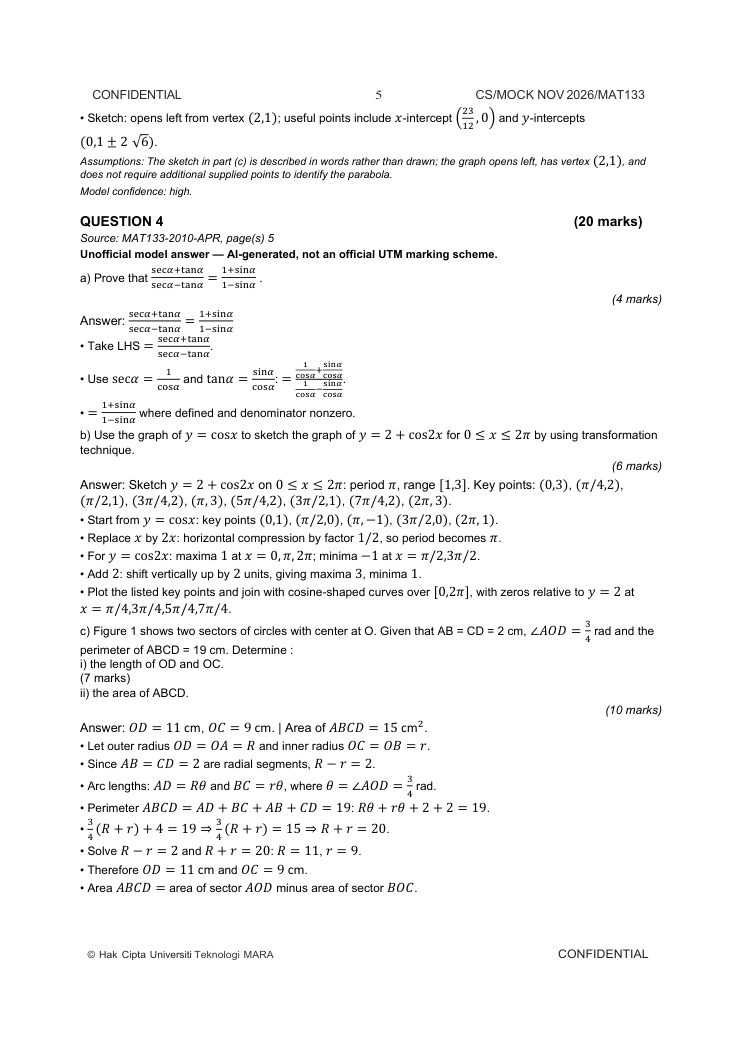 CONFIDENTIAL 5 CS/MOCK NOV 2026/MAT133
• Sketch: opens left from vertex (2,1); useful points include x-intercept (23/12, 0) and y-intercepts
(0,1 ± 2 √6).
Assumptions: The sketch in part (c) is described in words rather than drawn; the graph opens left, has vertex (2,1), and
does not require additional supplied points to identify the parabola.
Model confidence: high.
QUESTION 4 (20 marks)
Source: MAT133-2010-APR, page(s) 5
Unofficial model answer — AI-generated, not an official UTM marking scheme.
a) Prove that (secα+tanα)/(secα−tanα) = (1+sinα)/(1−sinα) .
(4 marks)
Answer: (secα+tanα)/(secα−tanα) = (1+sinα)/(1−sinα)
• Take LHS = (secα+tanα)/(secα−tanα).
• Use secα = 1/cosα and tanα = sinα/cosα: = (1/cosα + sinα/cosα)/(1/cosα − sinα/cosα).
• = (1+sinα)/(1−sinα) where defined and denominator nonzero.
b) Use the graph of y = cosx to sketch the graph of y = 2 + cos2x for 0 ≤ x ≤ 2π by using transformation
technique.
(6 marks)
Answer: Sketch y = 2 + cos2x on 0 ≤ x ≤ 2π: period π, range [1,3]. Key points: (0,3), (π/4,2),
(π/2,1), (3π/4,2), (π, 3), (5π/4,2), (3π/2,1), (7π/4,2), (2π, 3).
• Start from y = cosx: key points (0,1), (π/2,0), (π, −1), (3π/2,0), (2π, 1).
• Replace x by 2x: horizontal compression by factor 1/2, so period becomes π.
• For y = cos2x: maxima 1 at x = 0, π, 2π; minima −1 at x = π/2,3π/2.
• Add 2: shift vertically up by 2 units, giving maxima 3, minima 1.
• Plot the listed key points and join with cosine-shaped curves over [0,2π], with zeros relative to y = 2 at
x = π/4,3π/4,5π/4,7π/4.
c) Figure 1 shows two sectors of circles with center at O. Given that AB = CD = 2 cm, ∠AOD = 3/4 rad and the
perimeter of ABCD = 19 cm. Determine :
i) the length of OD and OC.
(7 marks)
ii) the area of ABCD.
(10 marks)
Answer: OD = 11 cm, OC = 9 cm. | Area of ABCD = 15 cm².
• Let outer radius OD = OA = R and inner radius OC = OB = r.
• Since AB = CD = 2 are radial segments, R − r = 2.
• Arc lengths: AD = Rθ and BC = rθ, where θ = ∠AOD = 3/4 rad.
• Perimeter ABCD = AD + BC + AB + CD = 19: Rθ + rθ + 2 + 2 = 19.
• 3/4 (R + r) + 4 = 19 ⇒ 3/4 (R + r) = 15 ⇒ R + r = 20.
• Solve R − r = 2 and R + r = 20: R = 11, r = 9.
• Therefore OD = 11 cm and OC = 9 cm.
• Area ABCD = area of sector AOD minus area of sector BOC.
© Hak Cipta Universiti Teknologi MARA CONFIDENTIAL